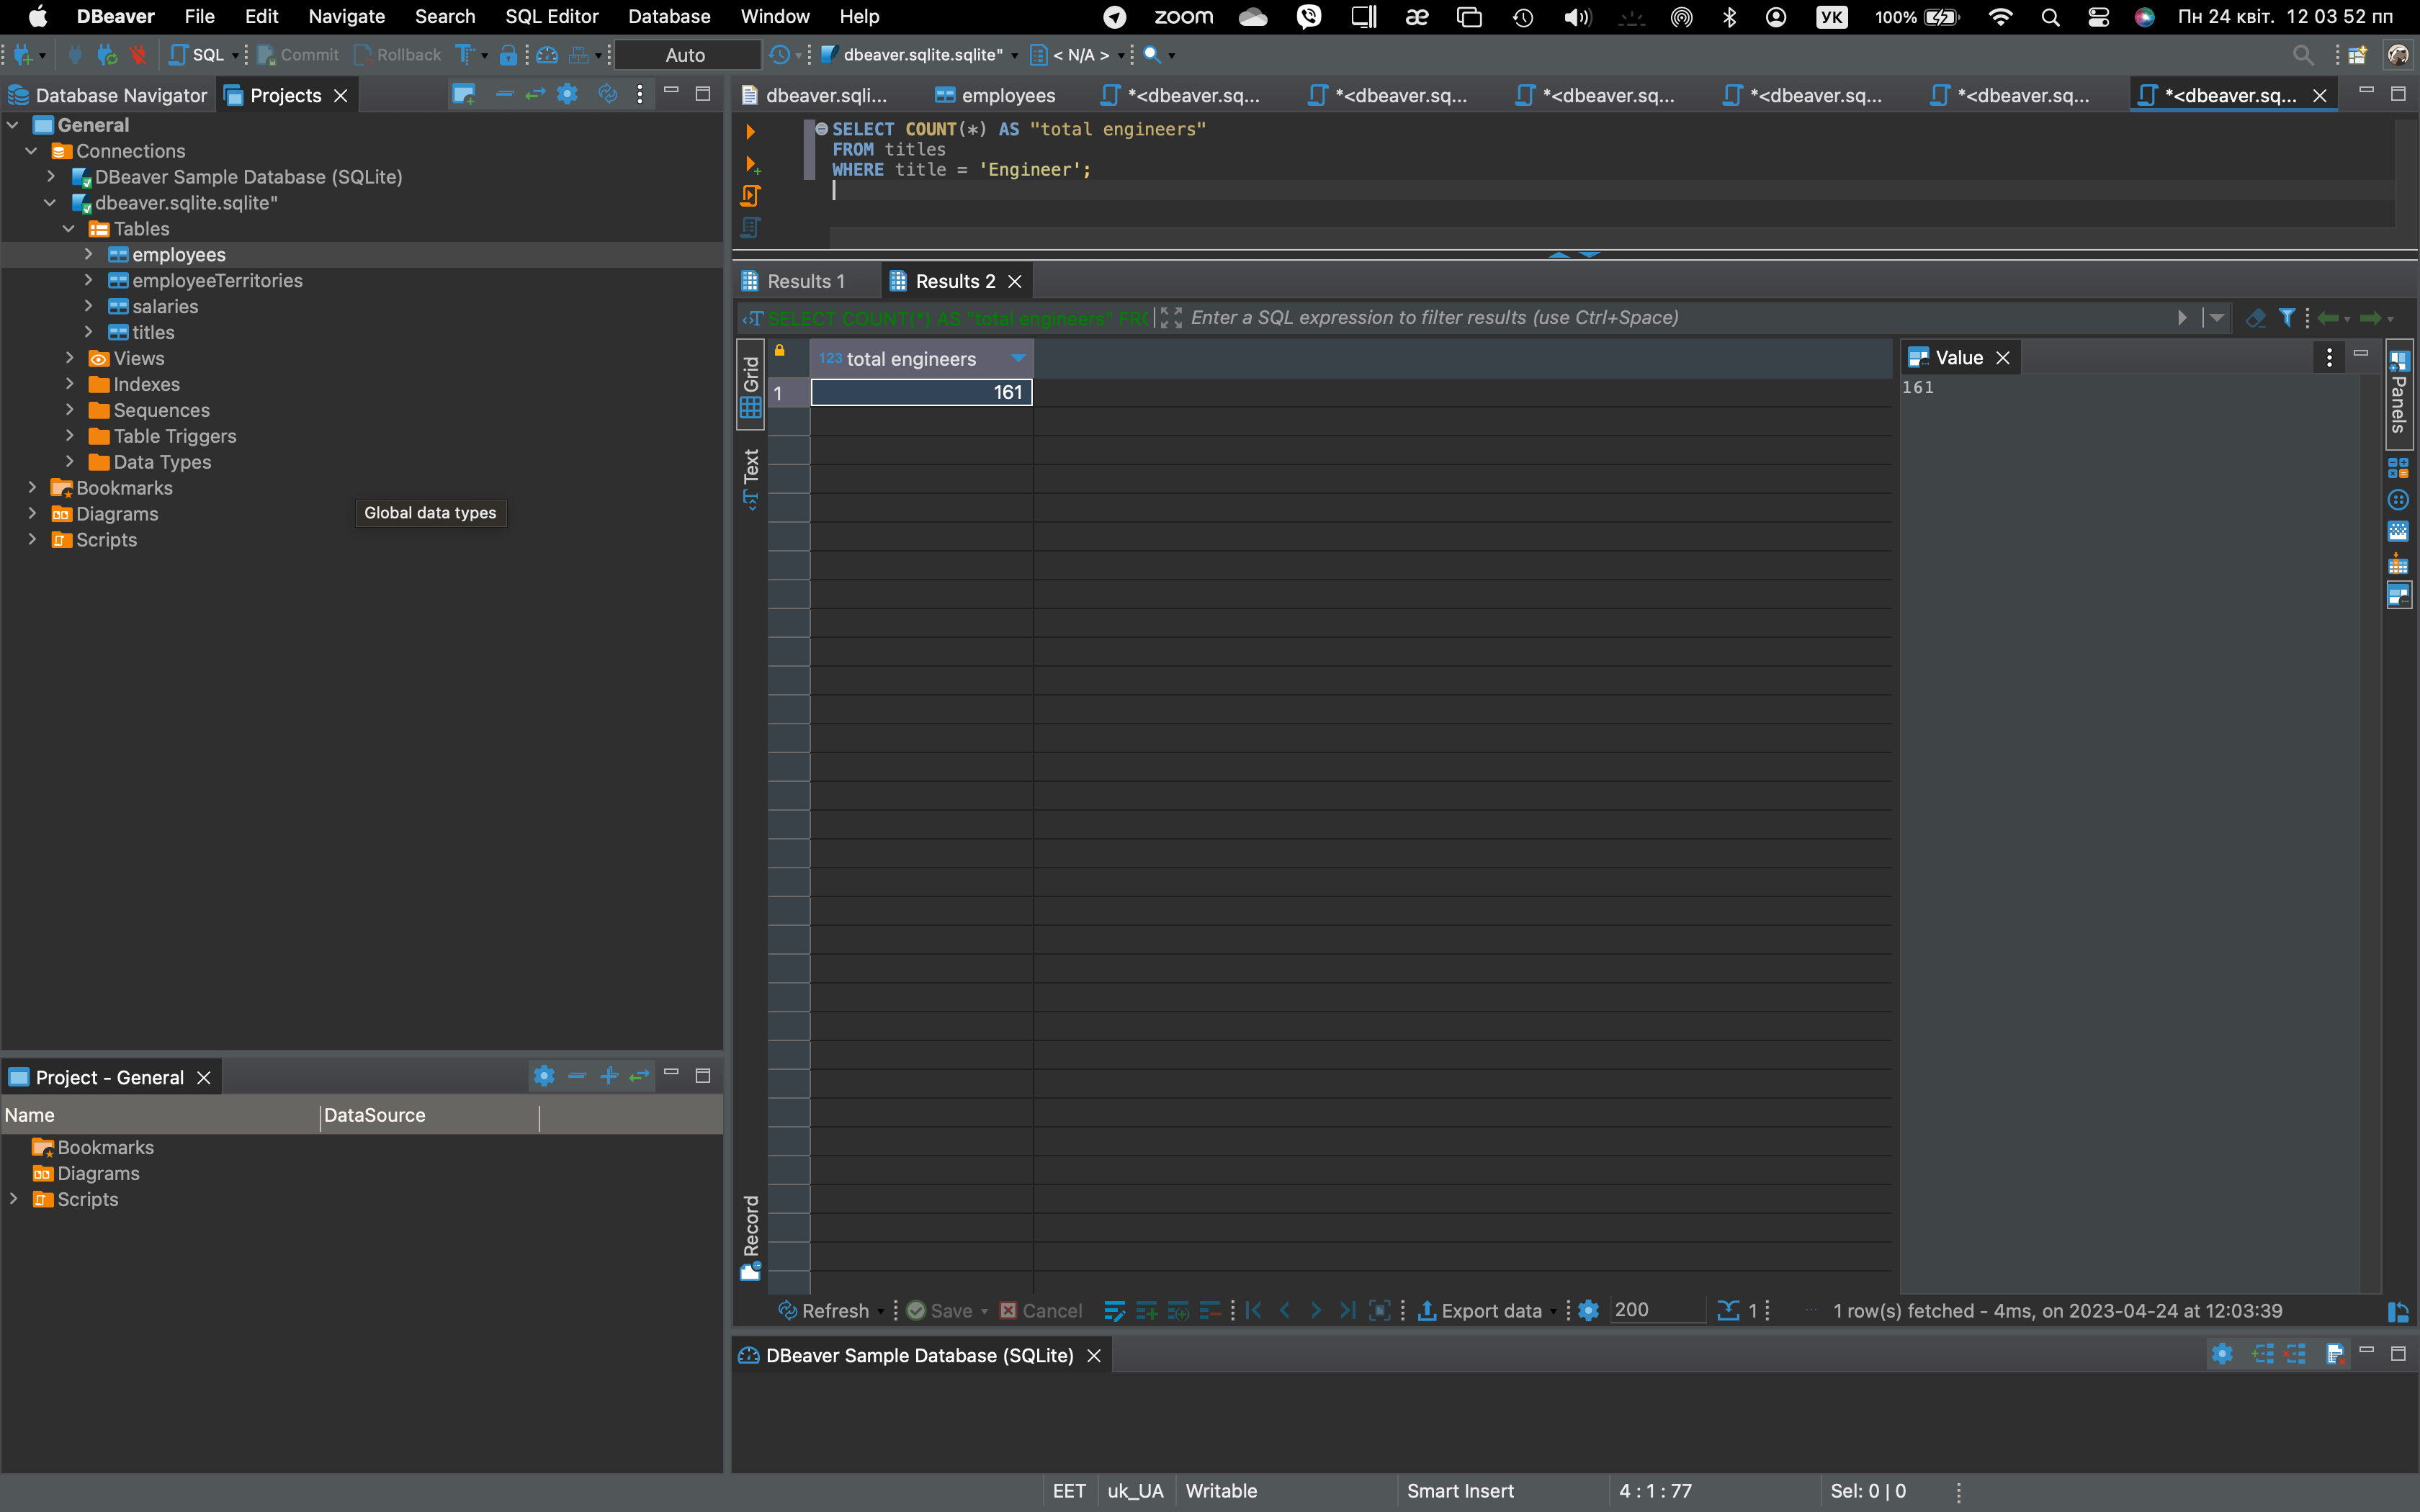 DBeaver File Edit Navigate Search SQL Editor Database Window Help zoom æ УК 100% Пн 24 квіт. 12 03 52 пп
SQL Commit Rollback Auto dbeaver.sqlite.sqlite" < N/A >
Database Navigator Projects
General
Connections
DBeaver Sample Database (SQLite)
dbeaver.sqlite.sqlite"
Tables
employees
employeeTerritories
salaries
titles
Views
Indexes
Sequences
Table Triggers
Data Types
Bookmarks
Diagrams
Scripts
Global data types
Project - General
Name DataSource
Bookmarks
Diagrams
Scripts
dbeaver.sqli... employees *<dbeaver.sq... *<dbeaver.sq... *<dbeaver.sq... *<dbeaver.sq... *<dbeaver.sq... *<dbeaver.sq...
SELECT COUNT(*) AS "total engineers"
FROM titles
WHERE title = 'Engineer';
Results 1 Results 2
SELECT COUNT(*) AS "total engineers" FRO Enter a SQL expression to filter results (use Ctrl+Space)
Grid
Text
Record
123 total engineers
1 161
Value
161
Panels
Refresh Save Cancel Export data 200 1 1 row(s) fetched - 4ms, on 2023-04-24 at 12:03:39
DBeaver Sample Database (SQLite)
EET uk_UA Writable Smart Insert 4 : 1 : 77 Sel: 0 | 0